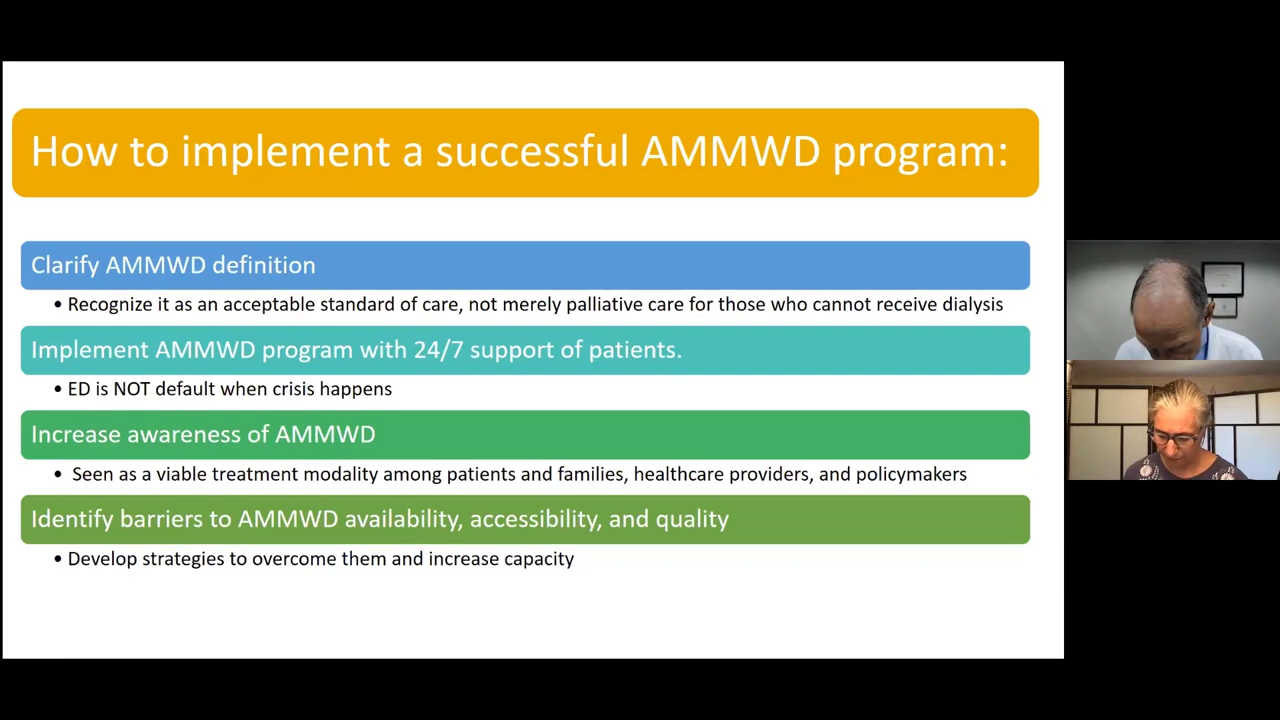 How to implement a successful AMMWD program:
Clarify AMMWD definition
• Recognize it as an acceptable standard of care, not merely palliative care for those who cannot receive dialysis
Implement AMMWD program with 24/7 support of patients.
• ED is NOT default when crisis happens
Increase awareness of AMMWD
• Seen as a viable treatment modality among patients and families, healthcare providers, and policymakers
Identify barriers to AMMWD availability, accessibility, and quality
• Develop strategies to overcome them and increase capacity